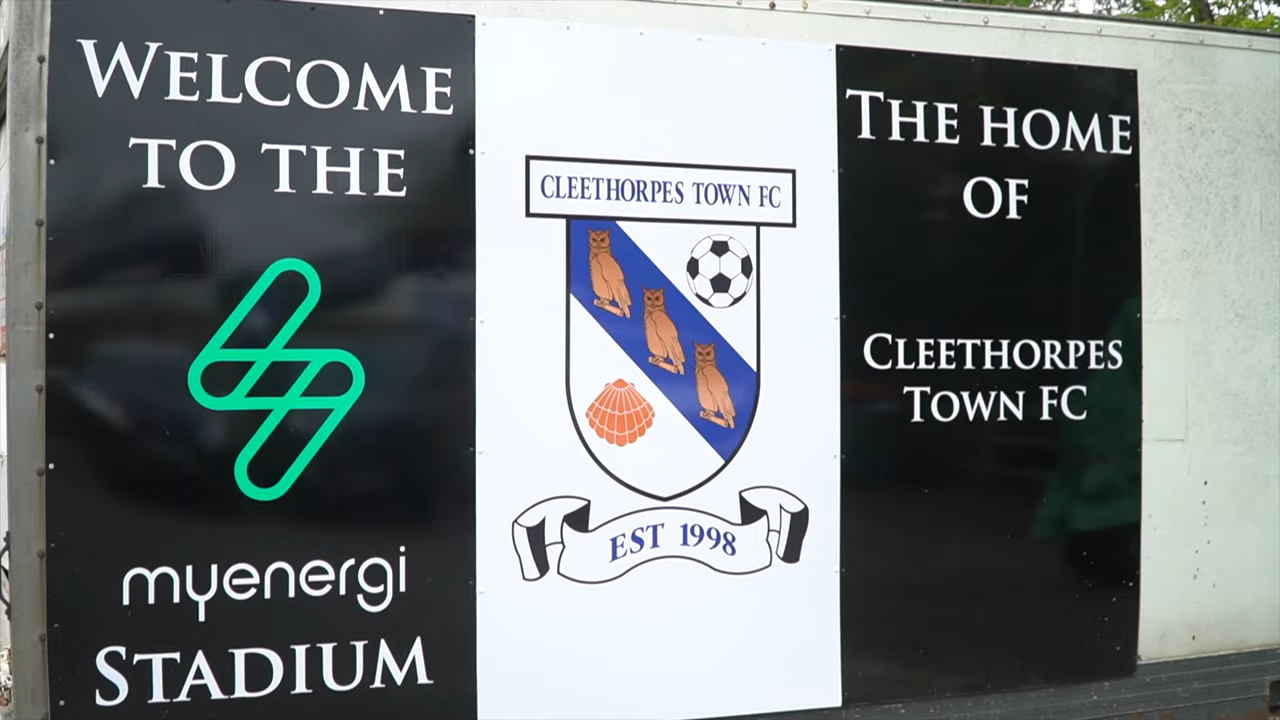 WELCOME
TO THE
myenergi
STADIUM
CLEETHORPES TOWN FC
EST 1998
THE HOME
OF
CLEETHORPES
TOWN FC